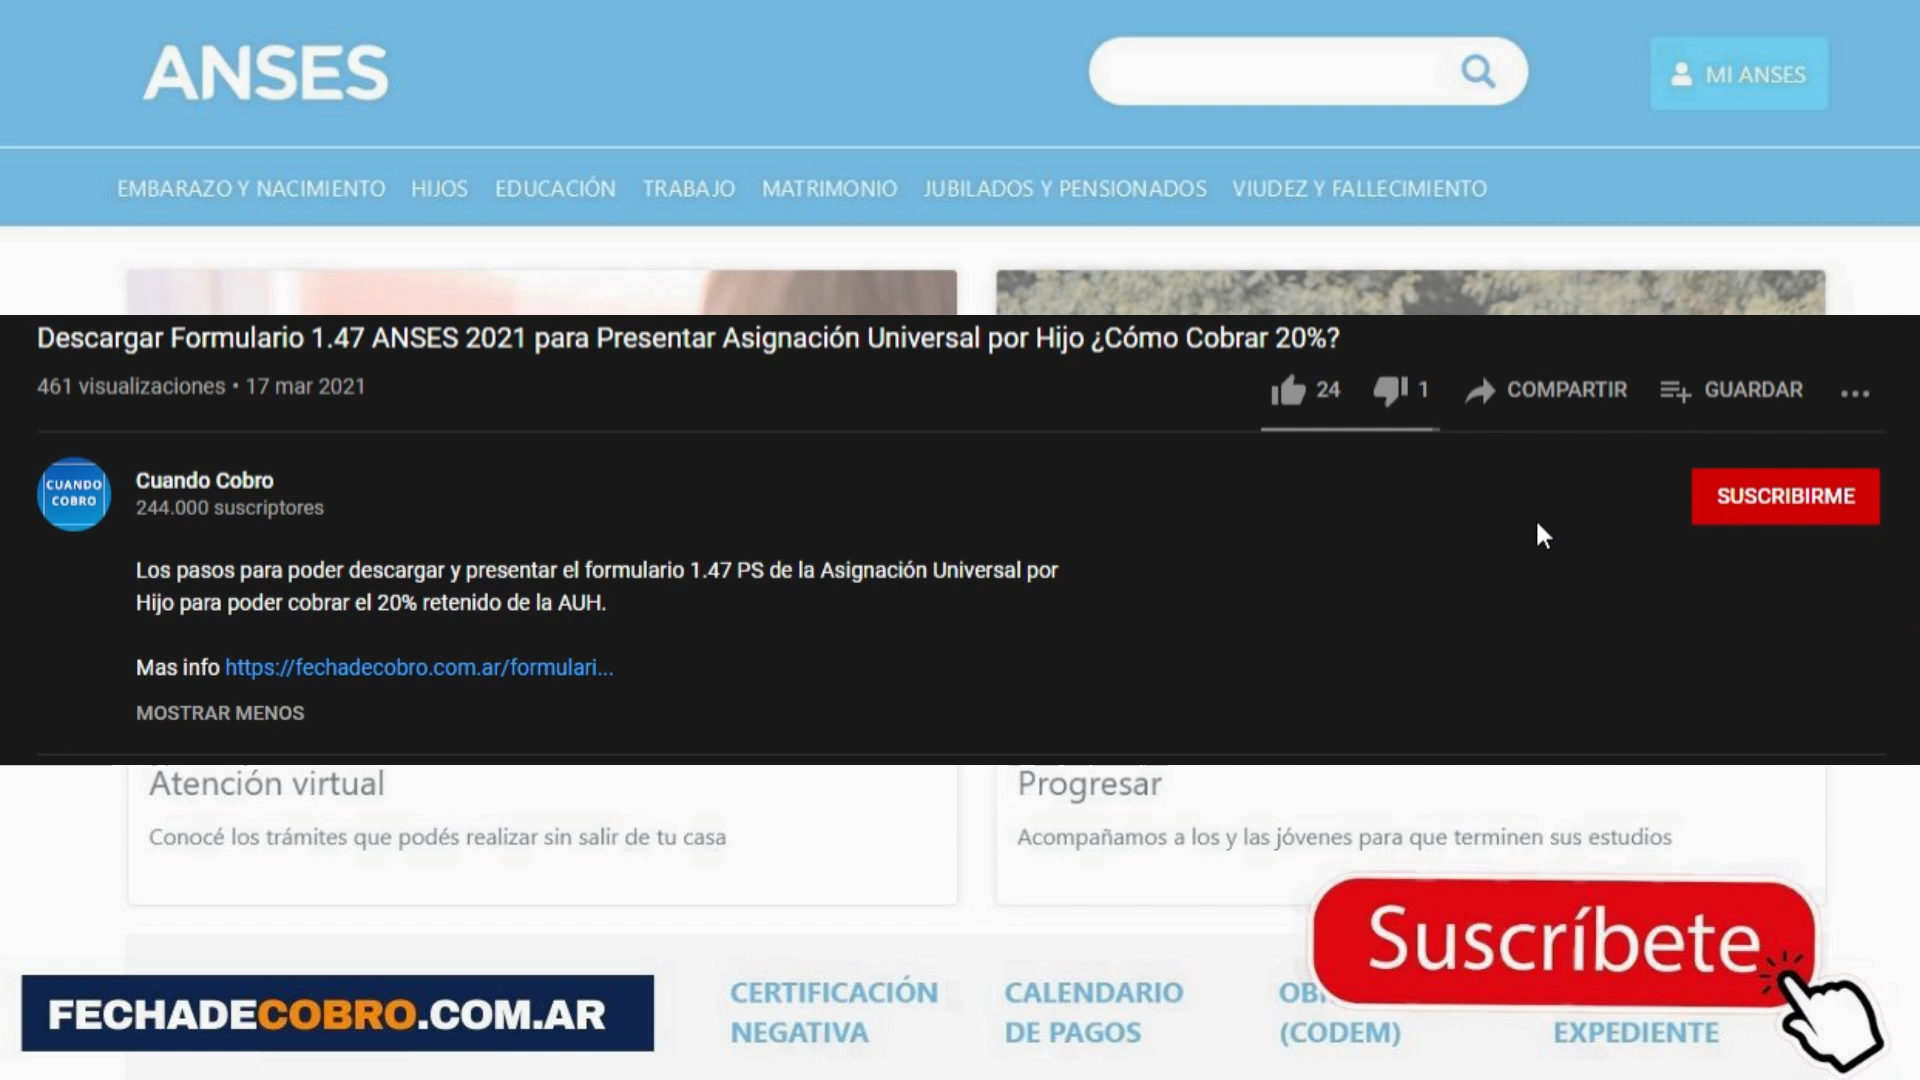 ANSES
MI ANSES
EMBARAZO Y NACIMIENTO HIJOS EDUCACIÓN TRABAJO MATRIMONIO JUBILADOS Y PENSIONADOS VIUDEZ Y FALLECIMIENTO
Descargar Formulario 1.47 ANSES 2021 para Presentar Asignación Universal por Hijo ¿Cómo Cobrar 20%?
461 visualizaciones • 17 mar 2021
24 1 COMPARTIR GUARDAR
CUANDO
COBRO
Cuando Cobro
244.000 suscriptores
SUSCRIBIRME
Los pasos para poder descargar y presentar el formulario 1.47 PS de la Asignación Universal por
Hijo para poder cobrar el 20% retenido de la AUH.
Mas info https://fechadecobro.com.ar/formulari...
MOSTRAR MENOS
Atención virtual
Conocé los trámites que podés realizar sin salir de tu casa
Progresar
Acompañamos a los y las jóvenes para que terminen sus estudios
Suscríbete
FECHADECOBRO.COM.AR
CERTIFICACIÓN
NEGATIVA
CALENDARIO
DE PAGOS
(CODEM)
EXPEDIENTE